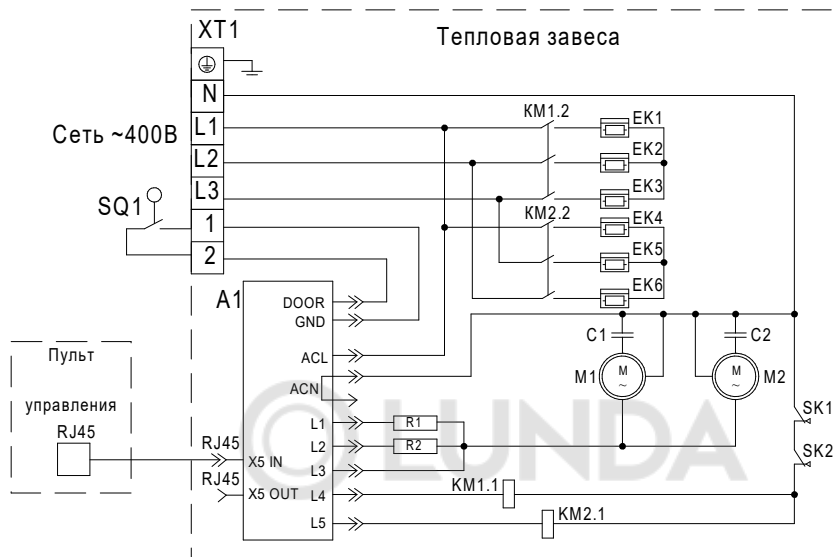 XT1
Тепловая завеса
N
L1
L2
L3
1
2
Сеть ~400В
SQ1
KM1.2
EK1
EK2
EK3
KM2.2
EK4
EK5
EK6
A1
DOOR
GND
ACL
ACN
L1
L2
L3
L4
L5
X5 IN
X5 OUT
RJ45
RJ45
Пульт
управления
RJ45
R1
R2
C1
C2
M1
M
~
M
~
M2
SK1
SK2
KM1.1
KM2.1
LUNDA